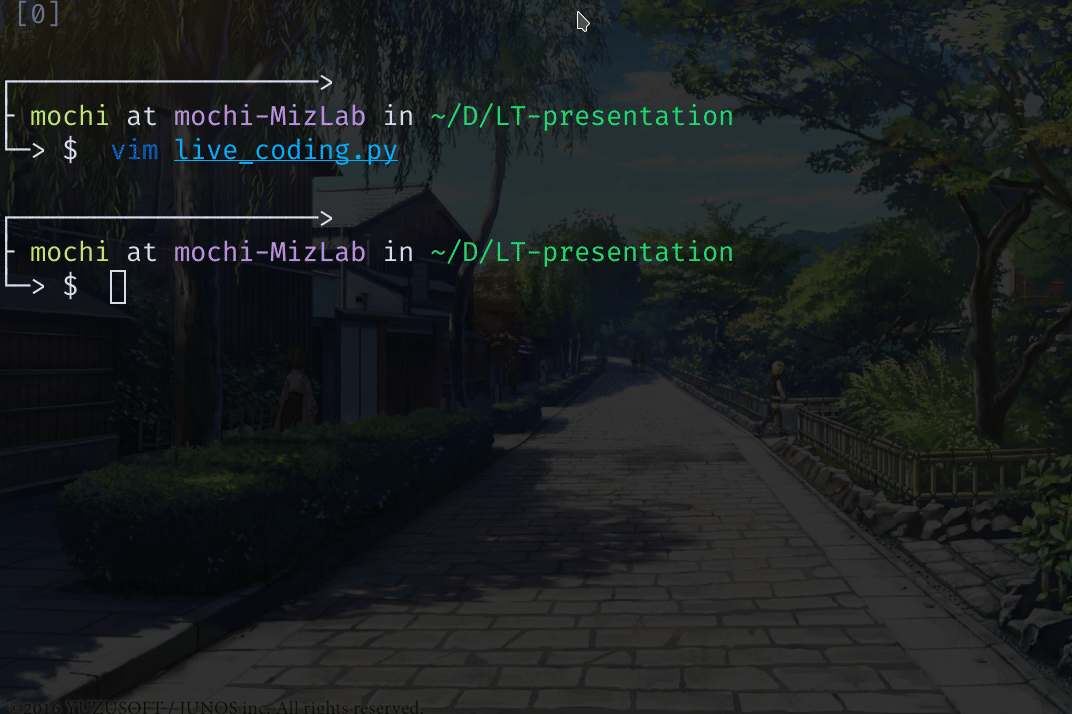 [0]
mochi at mochi-MizLab in ~/D/LT-presentation
> $ vim live_coding.py
mochi at mochi-MizLab in ~/D/LT-presentation
> $
©2016 YUZUSOFT / JUNOS inc. All rights reserved.